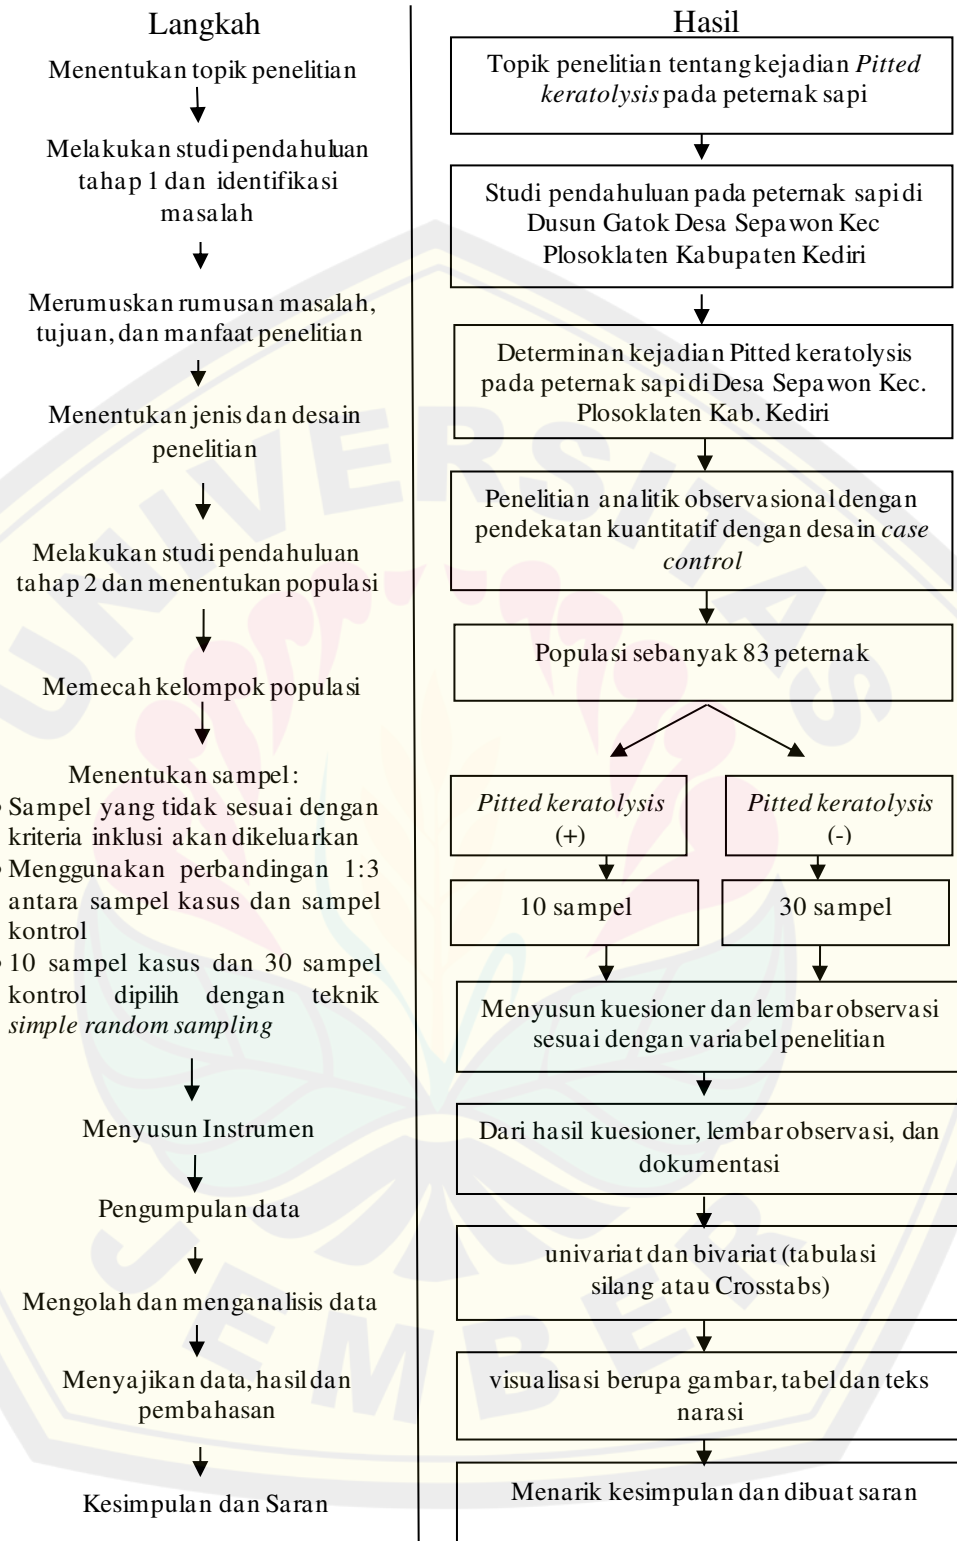 Langkah
Menentukan topik penelitian
Melakukan studi pendahuluan
tahap 1 dan identifikasi
masalah
Merumuskan rumusan masalah,
tujuan, dan manfaat penelitian
Menentukan jenis dan desain
penelitian
Melakukan studi pendahuluan
tahap 2 dan menentukan populasi
Memecah kelompok populasi
Menentukan sampel:
• Sampel yang tidak sesuai dengan
kriteria inklusi akan dikeluarkan
• Menggunakan perbandingan 1:3
antara sampel kasus dan sampel
kontrol
• 10 sampel kasus dan 30 sampel
kontrol dipilih dengan teknik
simple random sampling
Menyusun Instrumen
Pengumpulan data
Mengolah dan menganalisis data
Menyajikan data, hasil dan
pembahasan
Kesimpulan dan Saran
Hasil
Topik penelitian tentang kejadian Pitted
keratolysis pada peternak sapi
Studi pendahuluan pada peternak sapi di
Dusun Gatok Desa Sepawon Kec
Plosoklaten Kabupaten Kediri
Determinan kejadian Pitted keratolysis
pada peternak sapi di Desa Sepawon Kec.
Plosoklaten Kab. Kediri
Penelitian analitik observasional dengan
pendekatan kuantitatif dengan desain case
control
Populasi sebanyak 83 peternak
Pitted keratolysis
(+)
Pitted keratolysis
(-)
10 sampel
30 sampel
Menyusun kuesioner dan lembar observasi
sesuai dengan variabel penelitian
Dari hasil kuesioner, lembar observasi, dan
dokumentasi
univariat dan bivariat (tabulasi
silang atau Crosstabs)
visualisasi berupa gambar, tabel dan teks
narasi
Menarik kesimpulan dan dibuat saran
UNIVERSITAS
JEMBER